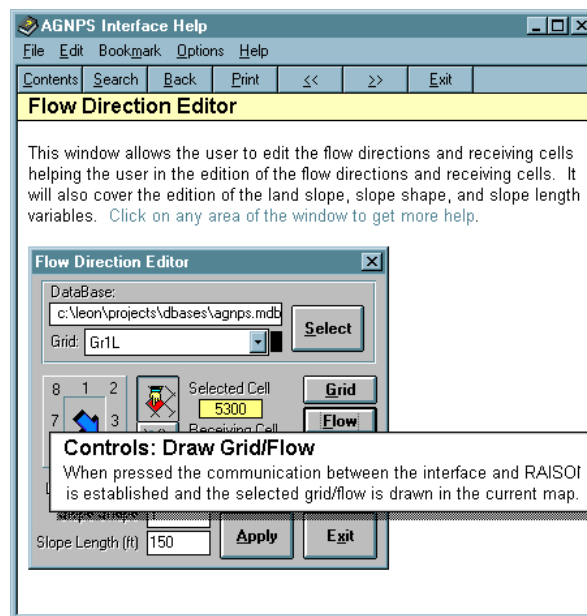 AGNPS Interface Help
File Edit Bookmark Options Help
Contents Search Back Print << >> Exit
Flow Direction Editor
This window allows the user to edit the flow directions and receiving cells
helping the user in the edition of the flow directions and receiving cells. It
will also cover the edition of the land slope, slope shape, and slope length
variables. Click on any area of the window to get more help.
Flow Direction Editor
DataBase:
c:\leon\projects\dbases\agnps.mdb
Select
Grid: Gr1L
8 1 2
Selected Cell
Grid
5300
7 3
Flow
Receiving Cell
Controls: Draw Grid/Flow
When pressed the communication between the interface and RAISON
is established and the selected grid/flow is drawn in the current map.
Slope Length (ft) 150
Apply
Exit